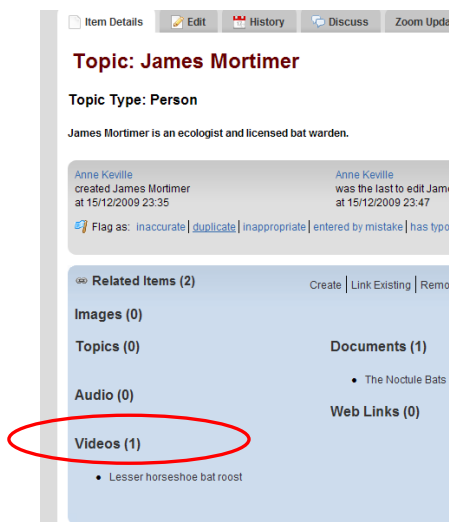 Item Details Edit History Discuss Zoom Upda
Topic: James Mortimer
Topic Type: Person
James Mortimer is an ecologist and licensed bat warden.
Anne Keville
created James Mortimer
at 15/12/2009 23:35
Anne Keville
was the last to edit Jame
at 15/12/2009 23:47
Flag as: inaccurate | duplicate | inappropriate | entered by mistake | has typo
Related Items (2) Create | Link Existing | Remo
Images (0)
Topics (0)
Documents (1)
• The Noctule Bats
Audio (0)
Web Links (0)
Videos (1)
• Lesser horseshoe bat roost